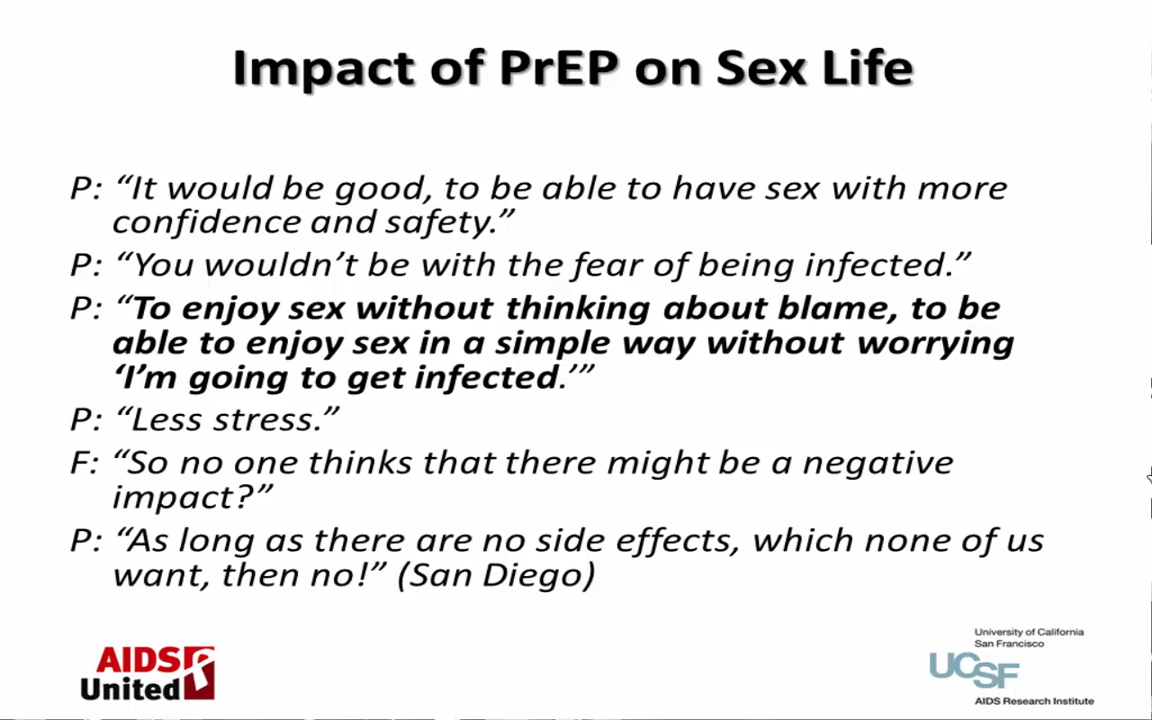 Impact of PrEP on Sex Life
P: “It would be good, to be able to have sex with more
confidence and safety.”
P: “You wouldn’t be with the fear of being infected.”
P: “To enjoy sex without thinking about blame, to be
able to enjoy sex in a simple way without worrying
‘I’m going to get infected.’”
P: “Less stress.”
F: “So no one thinks that there might be a negative
impact?”
P: “As long as there are no side effects, which none of us
want, then no!” (San Diego)
AIDS
United
University of California
San Francisco
UCSF
AIDS Research Institute